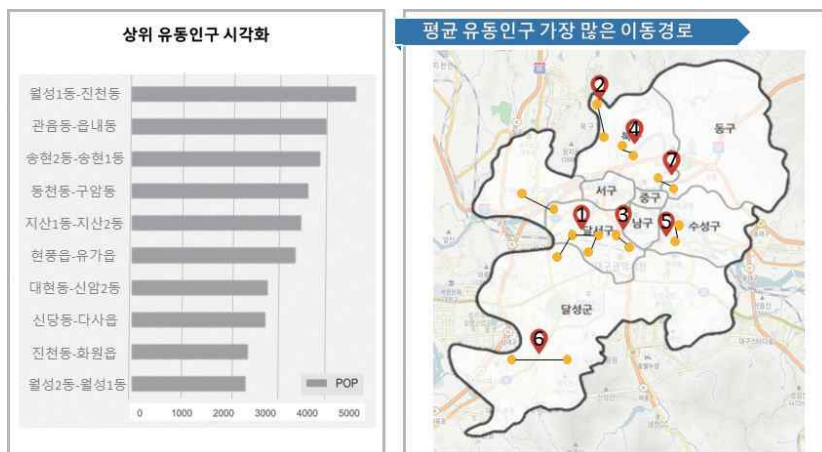 상위 유동인구 시각화
월성1동-진천동
관음동-읍내동
송현2동-송현1동
동천동-구암동
지산1동-지산2동
현풍읍-유가읍
대현동-신암2동
신당동-다사읍
진천동-화원읍
월성2동-월성1동
POP
0 1000 2000 3000 4000 5000
평균 유동인구 가장 많은 이동경로
2
4
동구
7
서구
중구
1
3
5
달서구
남구
수성구
달성군
6